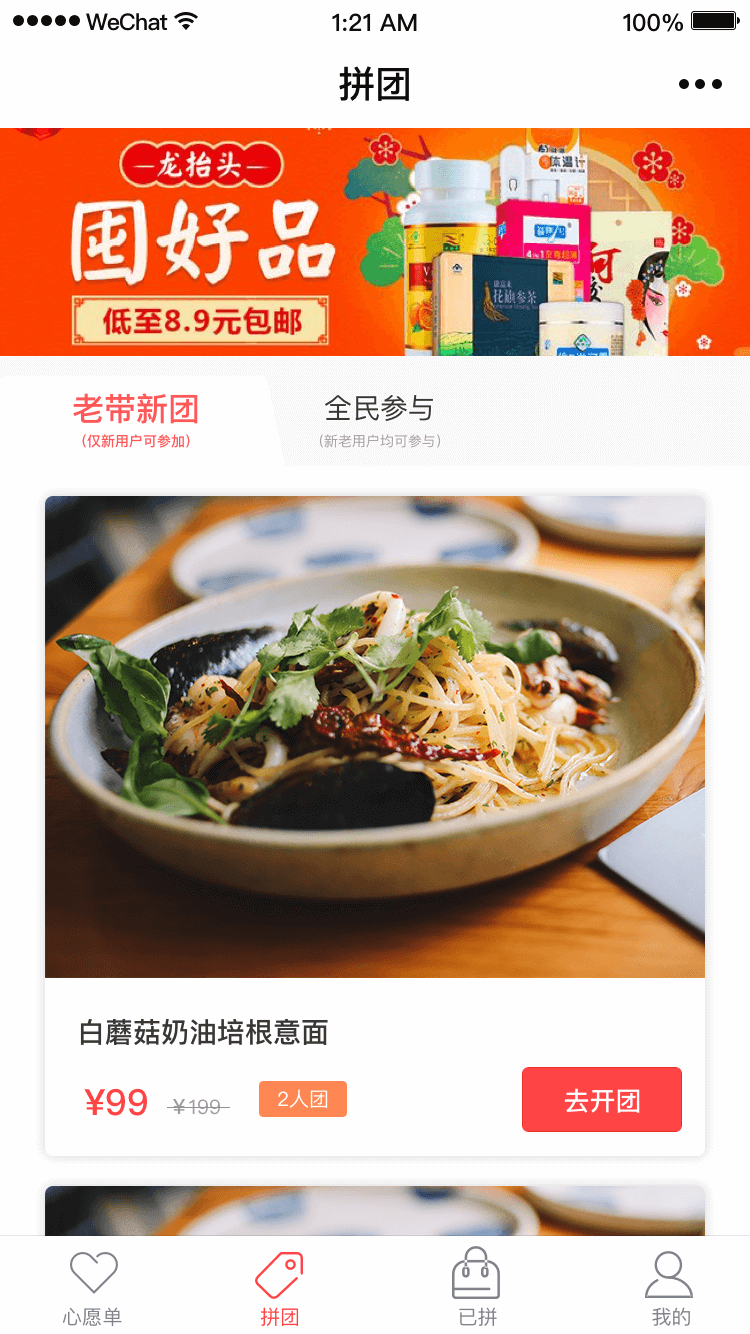 WeChat 1:21 AM 100%
拼团
龙抬头
囤好品
低至8.9元包邮
体温计
花旗参茶
老带新团
(仅新用户可参加)
全民参与
(新老用户均可参与)
白蘑菇奶油培根意面
¥99 ¥199 2人团 去开团
心愿单 拼团 已拼 我的